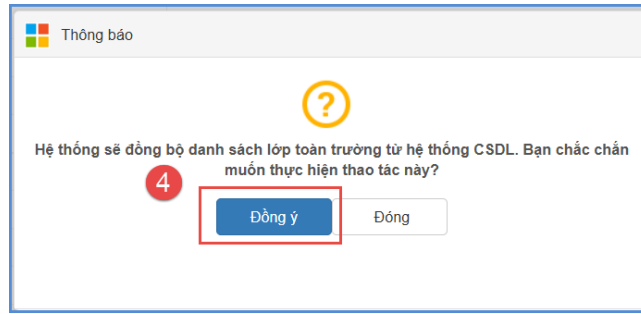 Thông báo
?
Hệ thống sẽ đồng bộ danh sách lớp toàn trường từ hệ thống CSDL. Bạn chắc chắn
muốn thực hiện thao tác này?
4
Đồng ý Đóng